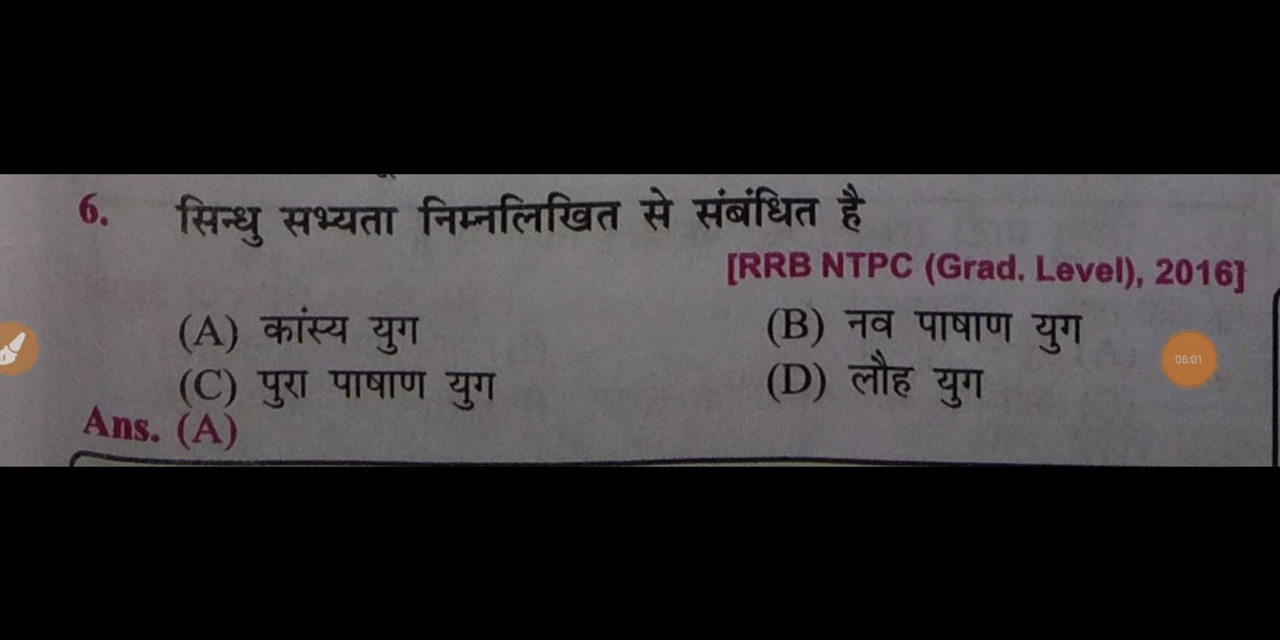 6. सिन्धु सभ्यता निम्नलिखित से संबंधित है
[RRB NTPC (Grad. Level), 2016]
(A) कांस्य युग (B) नव पाषाण युग
(C) पुरा पाषाण युग (D) लौह युग
Ans. (A)
06:01